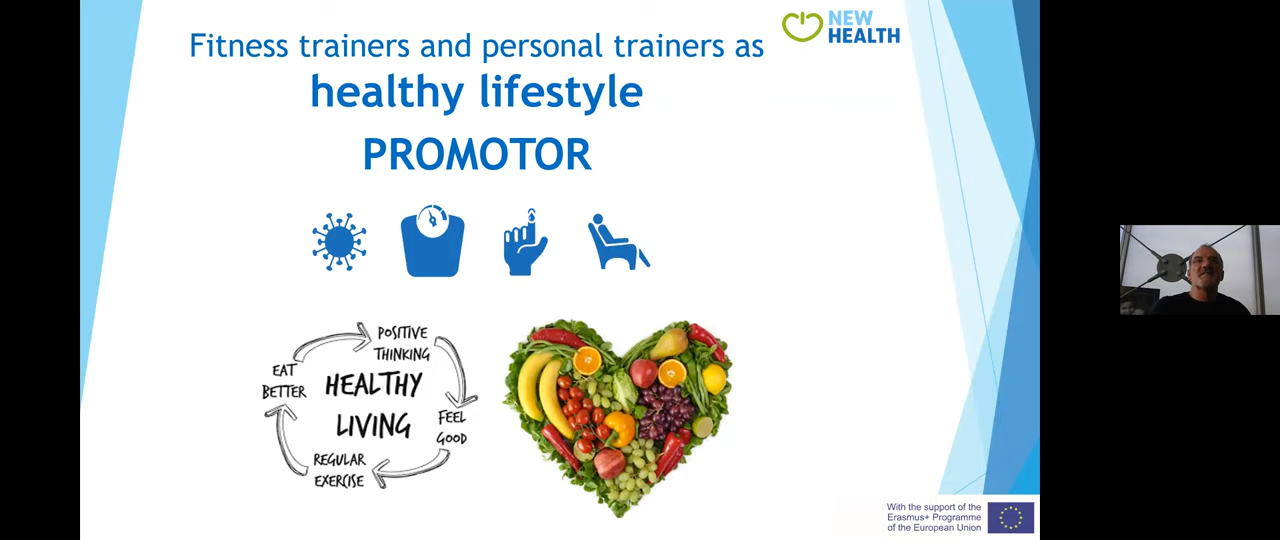 NEW
HEALTH
Fitness trainers and personal trainers as
healthy lifestyle
PROMOTOR
POSITIVE
THINKING
EAT
BETTER
HEALTHY
LIVING
FEEL
GOOD
REGULAR
EXERCISE
With the support of the
Erasmus+ Programme
of the European Union